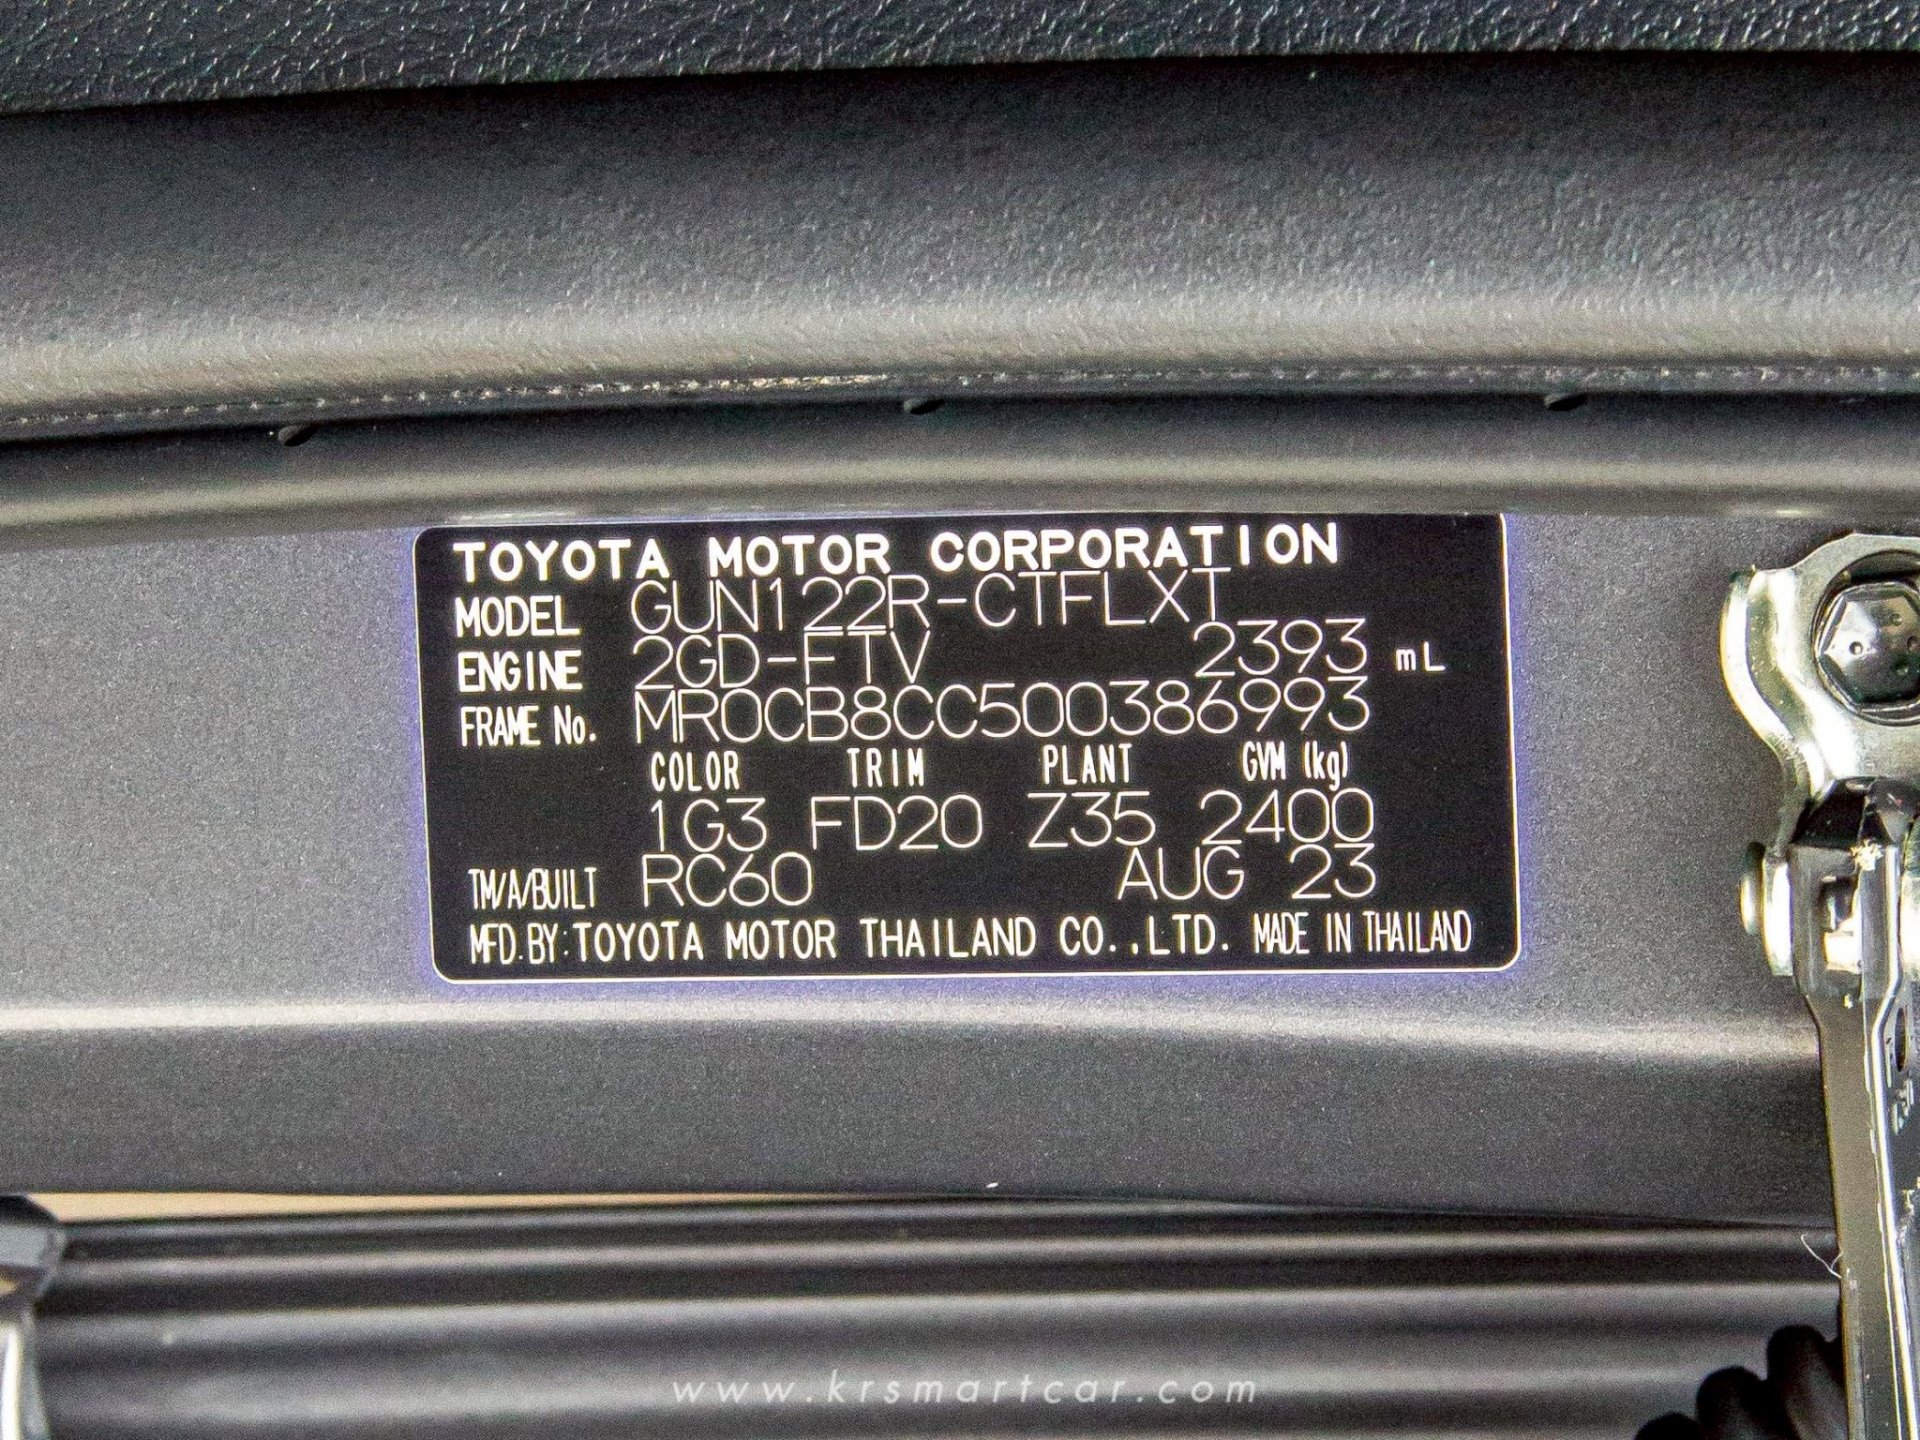 TOYOTA MOTOR CORPORATION
MODEL GUN122R-CTFLXT
ENGINE 2GD-FTV 2393 mL
FRAME No. MR0CB8CC500386993
COLOR TRIM PLANT GVM (kg)
1G3 FD20 Z35 2400
TM/A/BUILT RC60 AUG 23
MFD. BY: TOYOTA MOTOR THAILAND CO.,LTD. MADE IN THAILAND
www.krsmartcar.com